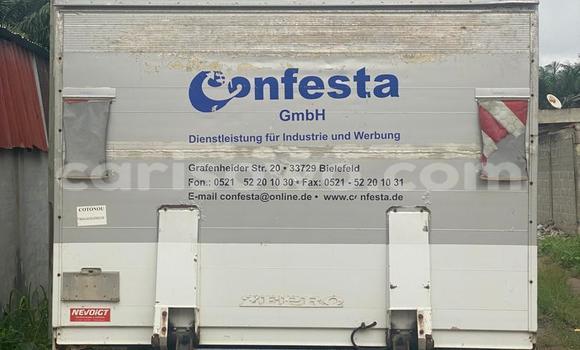 Confesta
GmbH
Dienstleistung für Industrie und Werbung
Grafenheider Str. 20 • 33729 Bielefeld
Fon.: 0521 52 20 10 30 • Fax: 0521 - 52 20 10 31
E-mail confesta@online.de • www.confesta.de
COTONOU
NEVOIGT